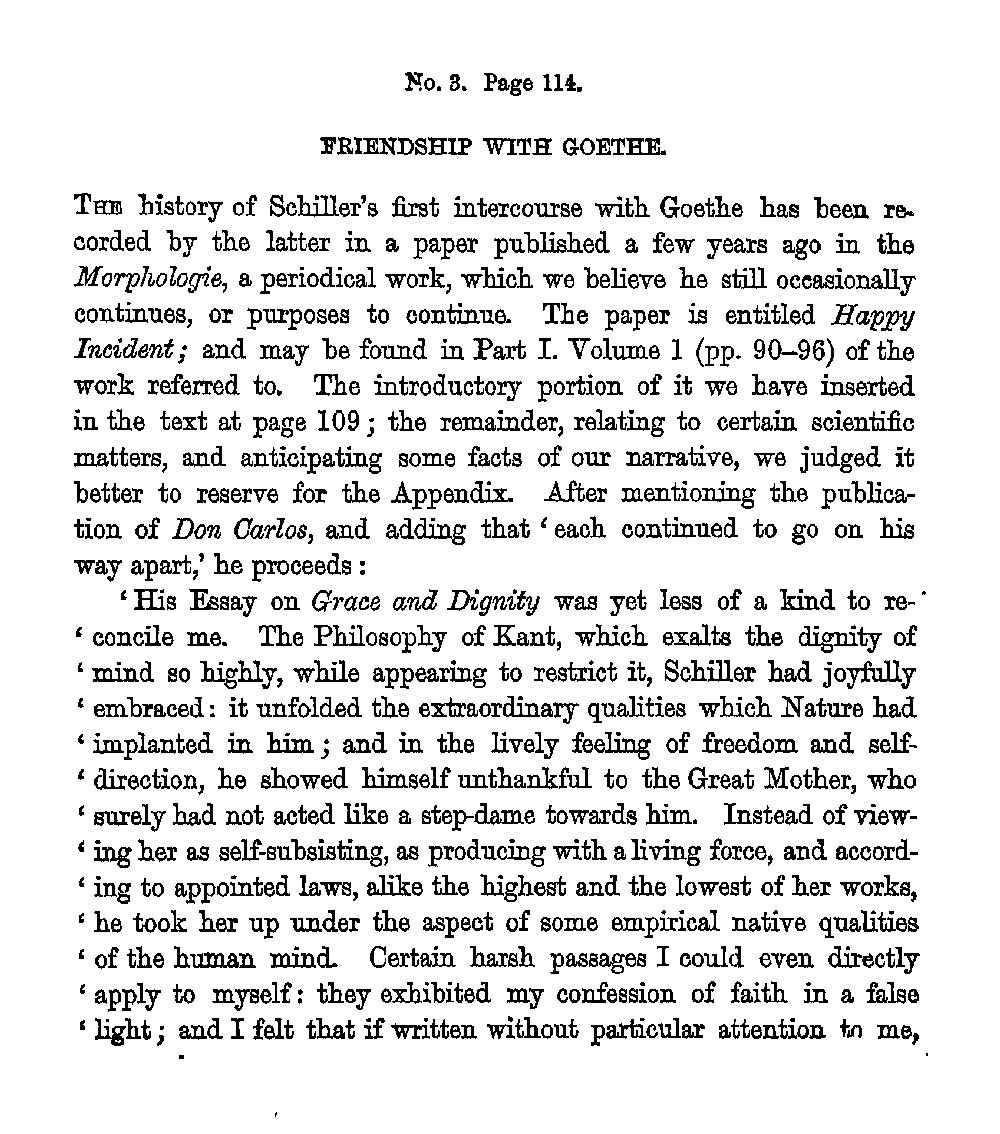 No. 3. Page 114.
FRIENDSHIP WITH GOETHE.
THE history of Schiller's first intercourse with Goethe has been re-
corded by the latter in a paper published a few years ago in the
Morphologie, a periodical work, which we believe he still occasionally
continues, or purposes to continue. The paper is entitled Happy
Incident; and may be found in Part I. Volume 1 (pp. 90–96) of the
work referred to. The introductory portion of it we have inserted
in the text at page 109; the remainder, relating to certain scientific
matters, and anticipating some facts of our narrative, we judged it
better to reserve for the Appendix. After mentioning the publica-
tion of Don Carlos, and adding that ‘each continued to go on his
way apart,’ he proceeds:
‘His Essay on Grace and Dignity was yet less of a kind to re-
‘concile me. The Philosophy of Kant, which exalts the dignity of
‘mind so highly, while appearing to restrict it, Schiller had joyfully
‘embraced: it unfolded the extraordinary qualities which Nature had
‘implanted in him; and in the lively feeling of freedom and self-
‘direction, he showed himself unthankful to the Great Mother, who
‘surely had not acted like a step-dame towards him. Instead of view-
‘ing her as self-subsisting, as producing with a living force, and accord-
‘ing to appointed laws, alike the highest and the lowest of her works,
‘he took her up under the aspect of some empirical native qualities
‘of the human mind. Certain harsh passages I could even directly
‘apply to myself: they exhibited my confession of faith in a false
‘light; and I felt that if written without particular attention to me,